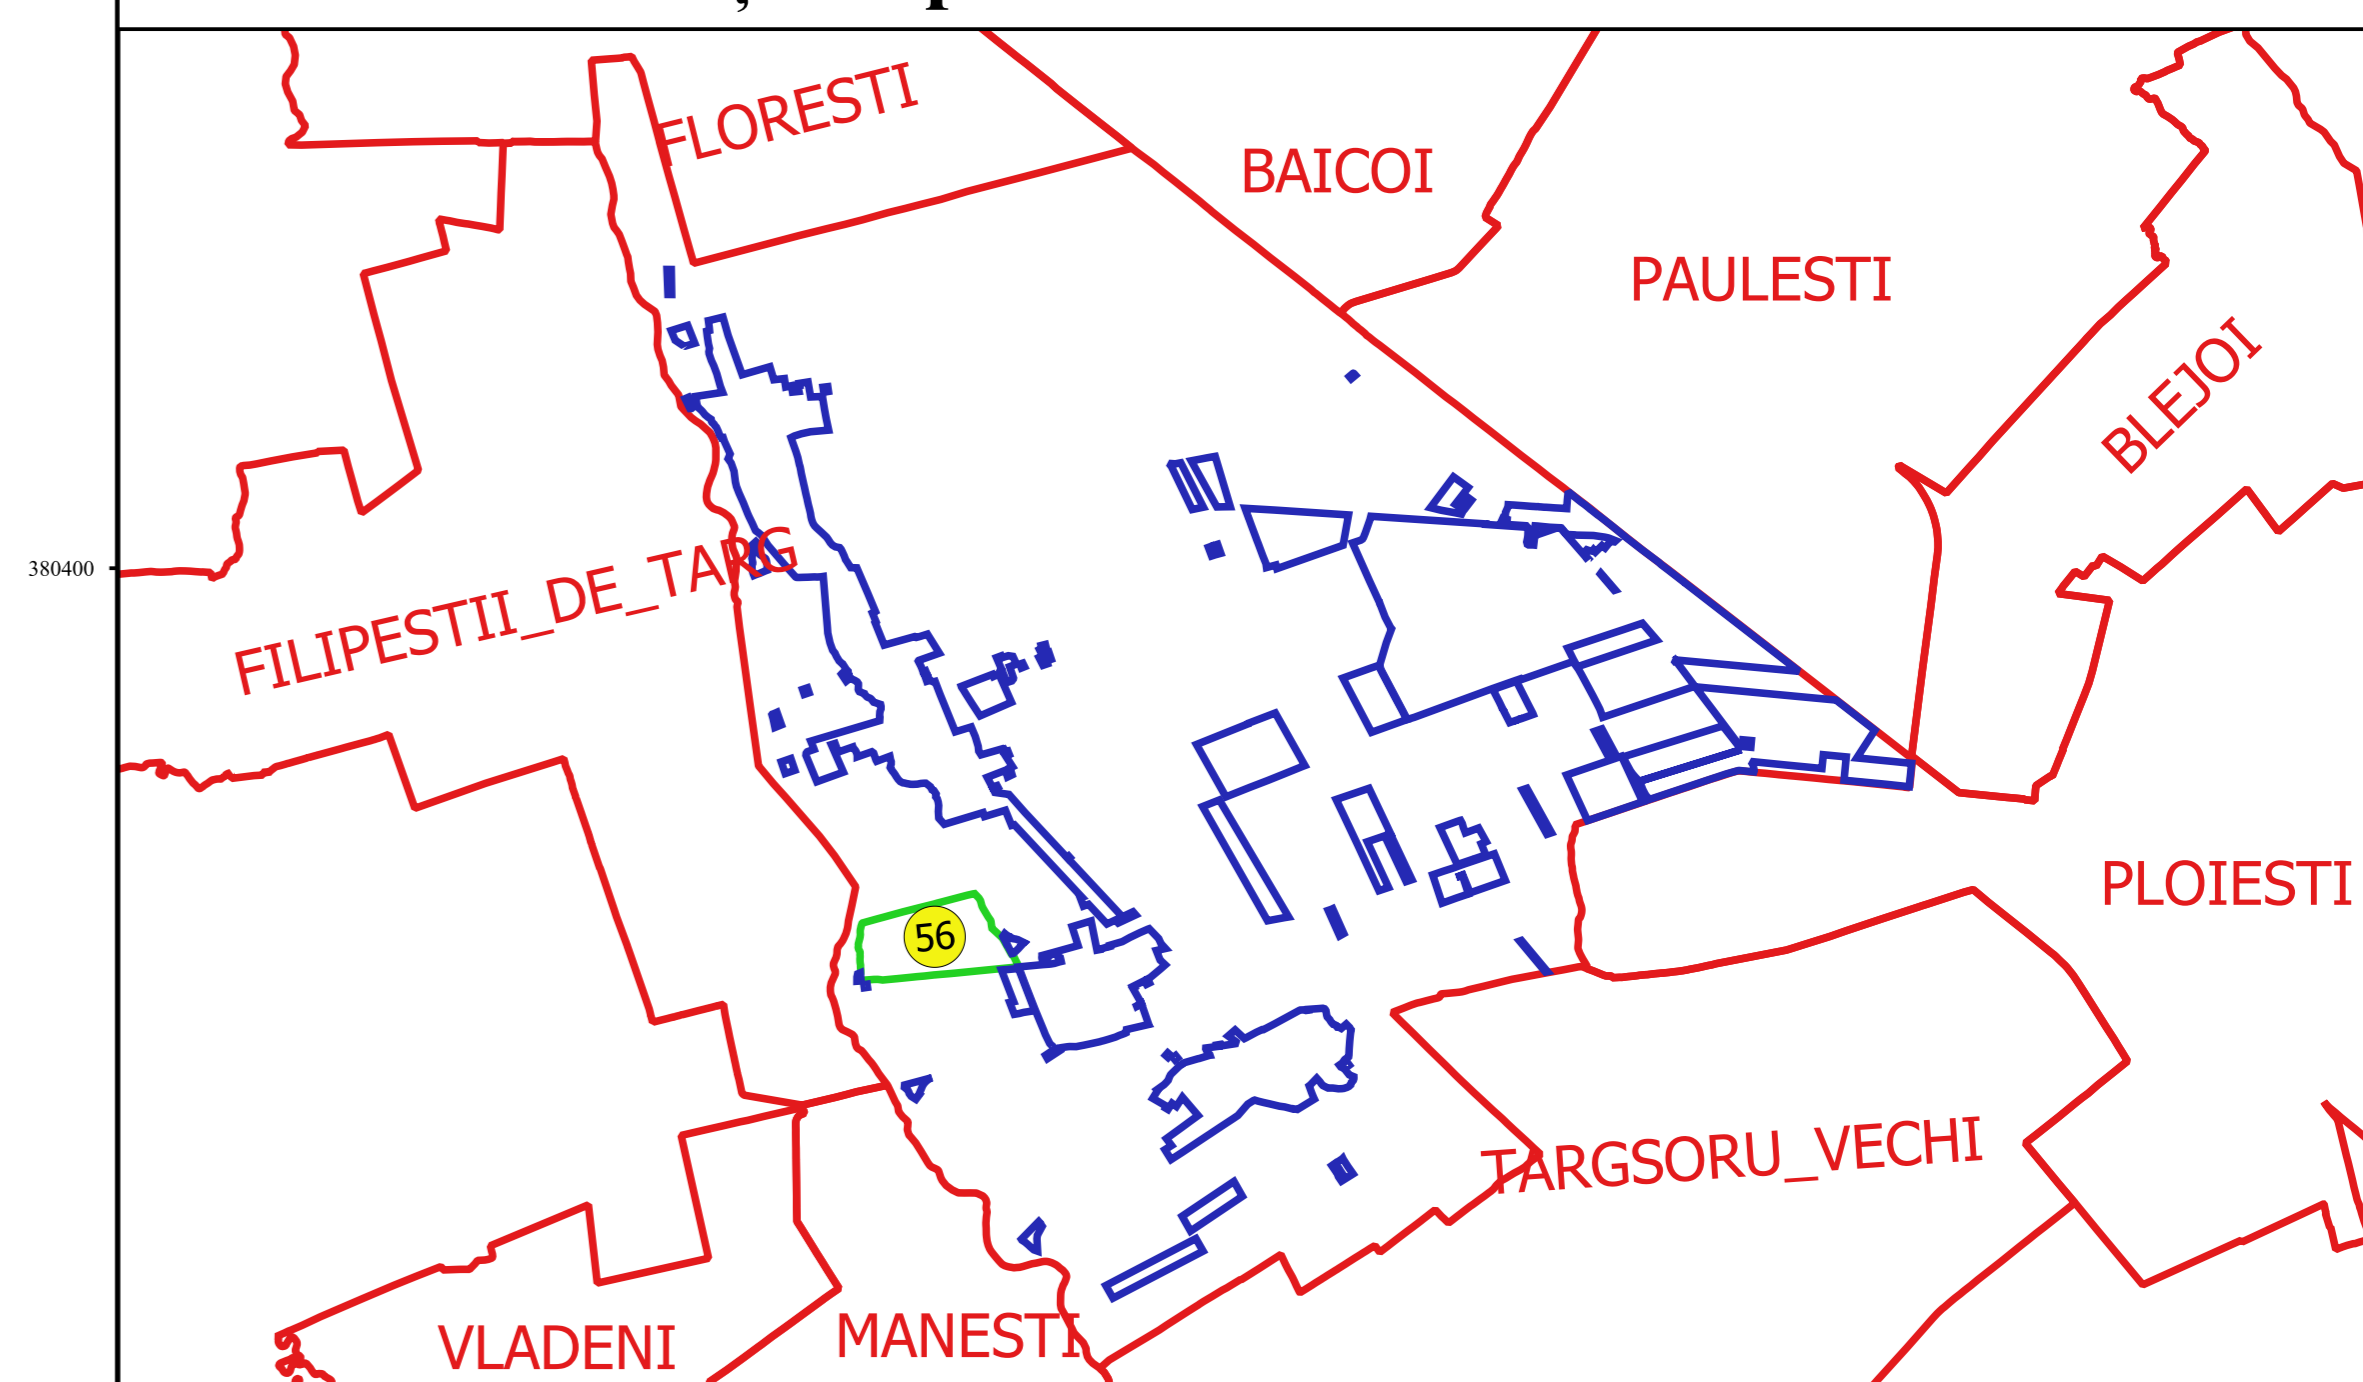 FLORESTI
BAICOI
PAULESTI
BLEJOI
380400
FILIPESTII_DE_TARG
PLOIESTI
56
TARGSORU_VECHI
VLADENI
MANESTI